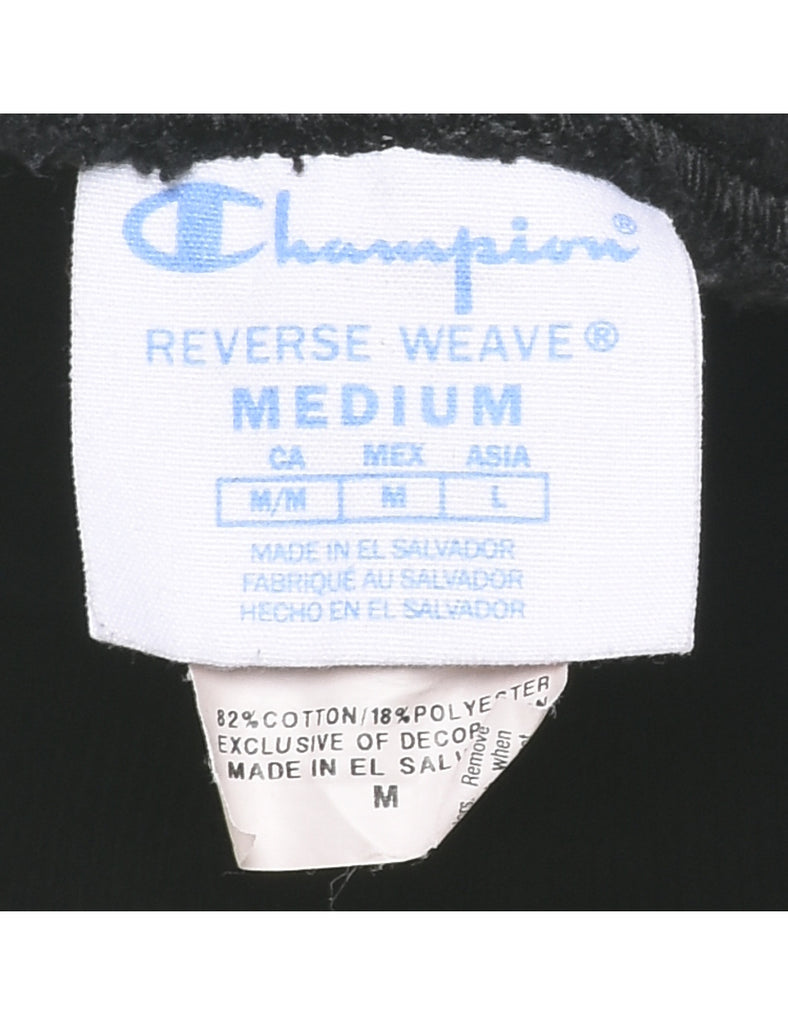 Champion®
REVERSE WEAVE®
MEDIUM
CA MEX ASIA
M/M M L
MADE IN EL SALVADOR
FABRIQUÉ AU SALVADOR
HECHO EN EL SALVADOR
82% COTTON/18% POLYESTER
EXCLUSIVE OF DECOR
MADE IN EL SALV
M
Remove
when